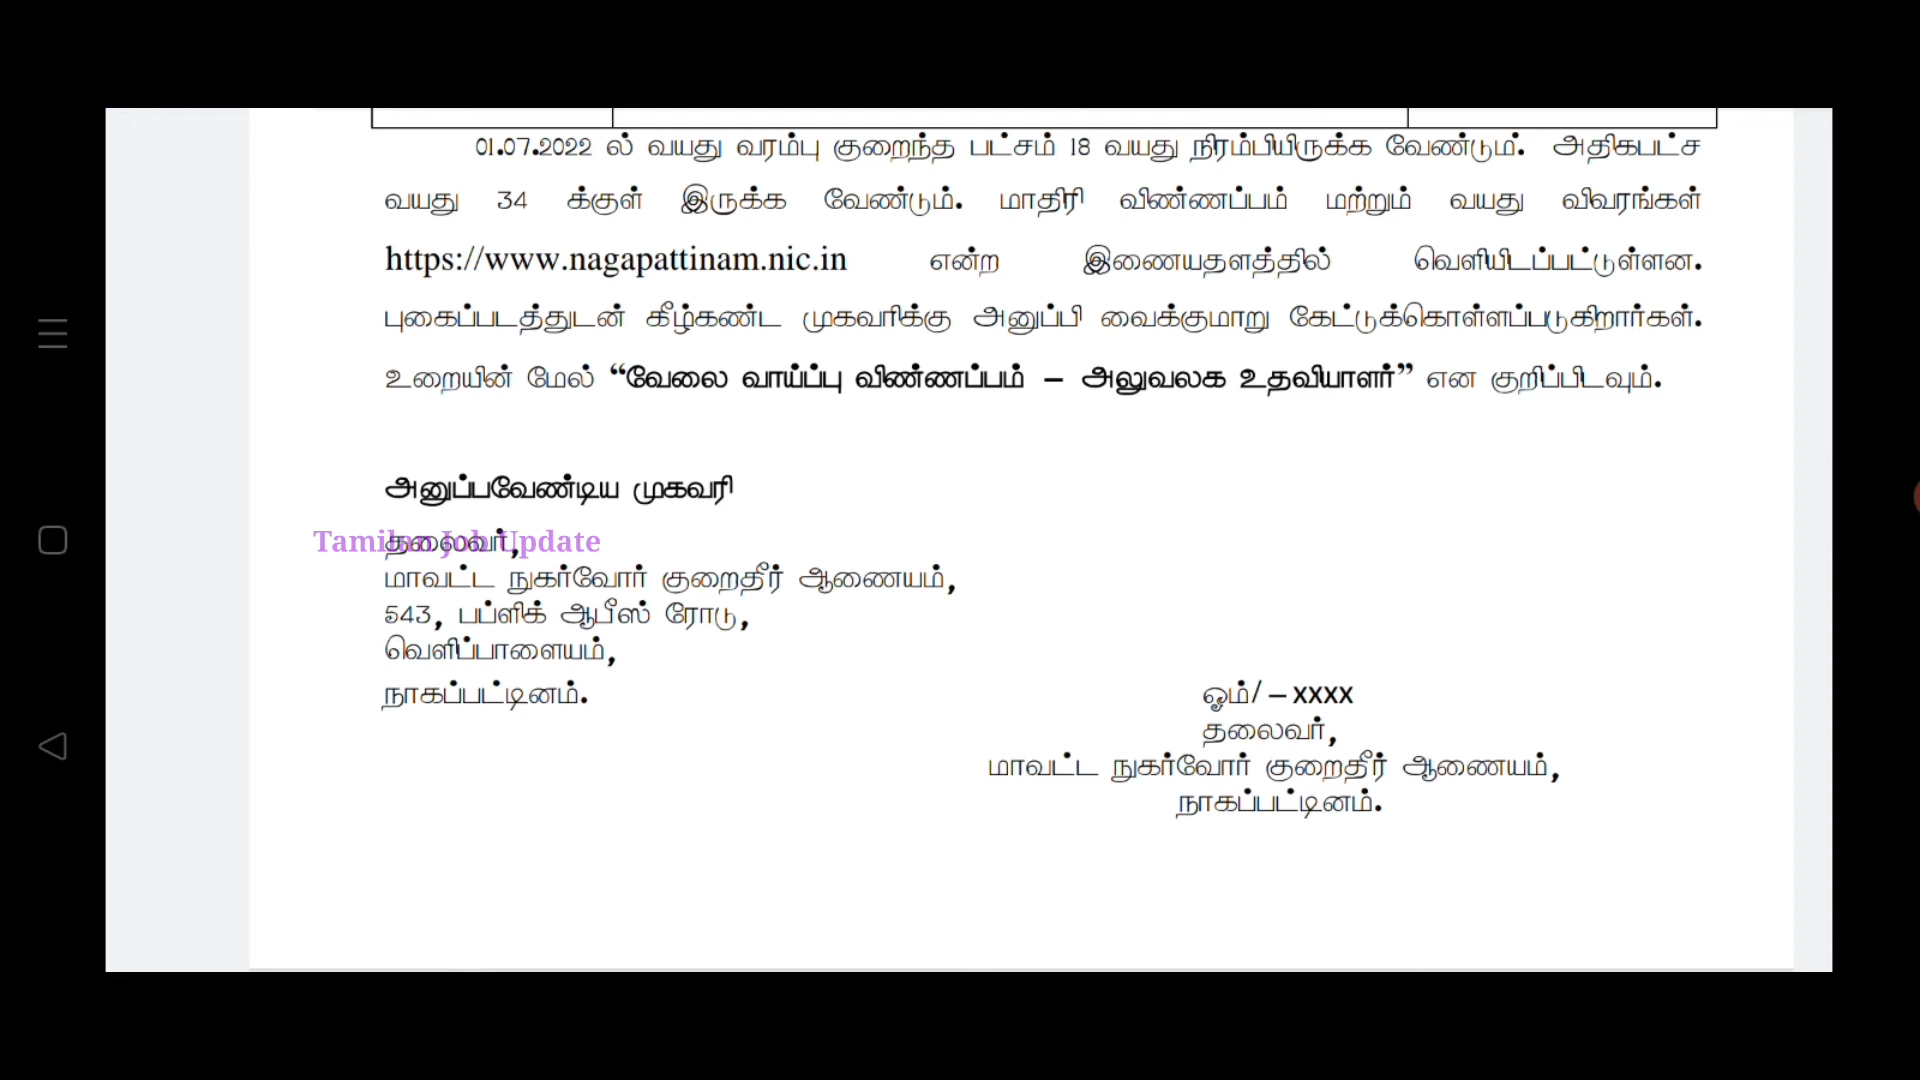 01.07.2022 ல் வயது வரம்பு குறைந்த பட்சம் 18 வயது நிரம்பியிருக்க வேண்டும். அதிகபட்ச
வயது 34 க்குள் இருக்க வேண்டும். மாதிரி விண்ணப்பம் மற்றும் வயது விவரங்கள்
https://www.nagapattinam.nic.in என்ற இணையதளத்தில் வெளியிடப்பட்டுள்ளன.
புகைப்படத்துடன் கீழ்கண்ட முகவரிக்கு அனுப்பி வைக்குமாறு கேட்டுக்கொள்ளப்படுகிறார்கள்.
உறையின் மேல் “வேலை வாய்ப்பு விண்ணப்பம் – அலுவலக உதவியாளர்” என குறிப்பிடவும்.
அனுப்பவேண்டிய முகவரி
Tamilan Job Update
தலைவர்,
மாவட்ட நுகர்வோர் குறைதீர் ஆணையம்,
543, பப்ளிக் ஆபீஸ் ரோடு,
வெளிப்பாளையம்,
நாகப்பட்டினம்.
ஓம்/ – xxxx
தலைவர்,
மாவட்ட நுகர்வோர் குறைதீர் ஆணையம்,
நாகப்பட்டினம்.